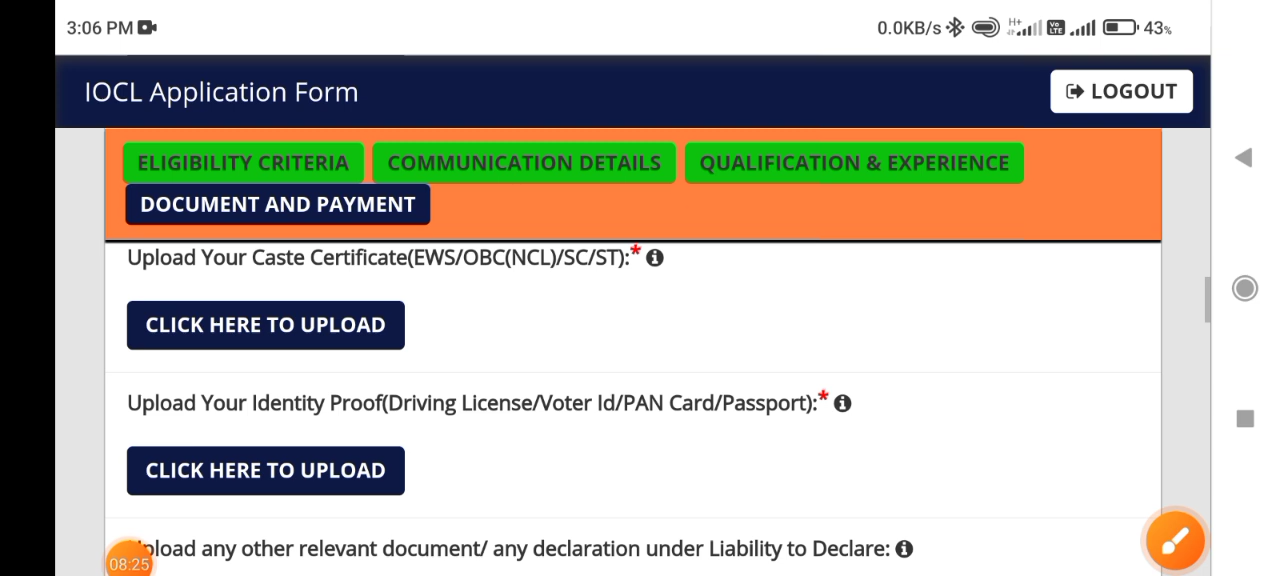 3:06 PM
0.0KB/s H+ Vo LTE 43%
IOCL Application Form
LOGOUT
ELIGIBILITY CRITERIA COMMUNICATION DETAILS QUALIFICATION & EXPERIENCE
DOCUMENT AND PAYMENT
Upload Your Caste Certificate(EWS/OBC(NCL)/SC/ST):*
CLICK HERE TO UPLOAD
Upload Your Identity Proof(Driving License/Voter Id/PAN Card/Passport):*
CLICK HERE TO UPLOAD
Upload any other relevant document/ any declaration under Liability to Declare:
08:25